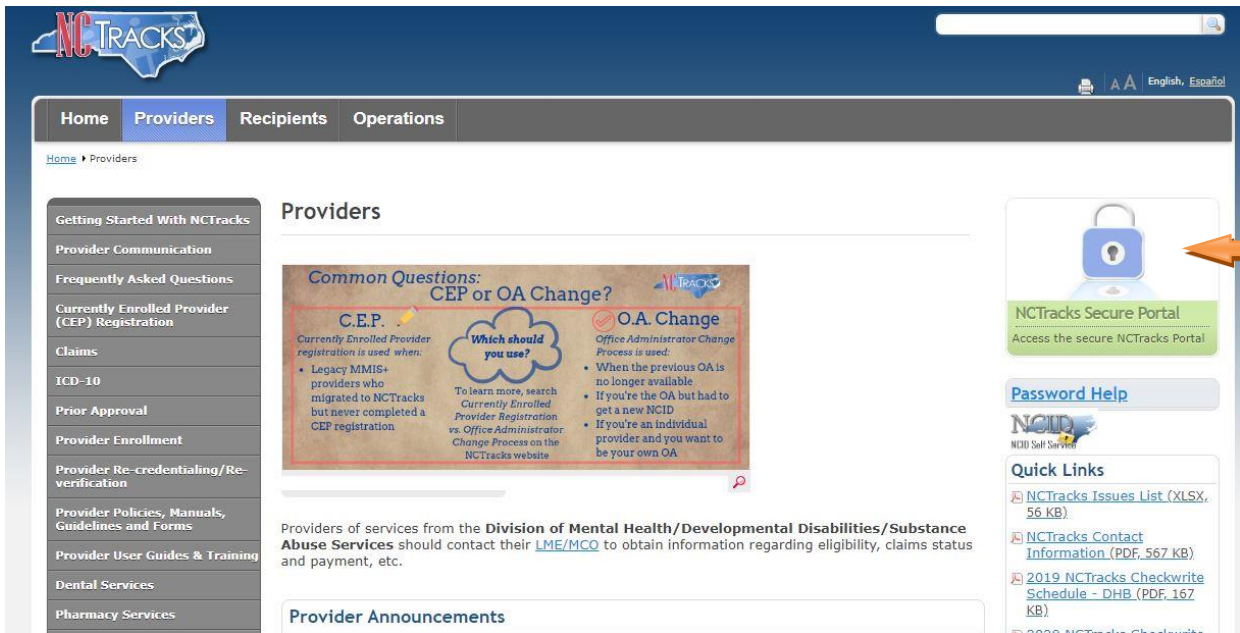 NCTRACKS
English, Español
Home Providers Recipients Operations
Home ▸ Providers
Getting Started With NCTracks
Provider Communication
Frequently Asked Questions
Currently Enrolled Provider
(CEP) Registration
Claims
ICD-10
Prior Approval
Provider Enrollment
Provider Re-credentialing/Re-
verification
Provider Policies, Manuals,
Guidelines and Forms
Provider User Guides & Training
Dental Services
Pharmacy Services
Providers
Common Questions:
CEP or OA Change?
NCTRACKS
C.E.P.
Currently Enrolled Provider
registration is used when:
• Legacy MMIS+
providers who
migrated to NCTracks
but never completed a
CEP registration
Which should
you use?
To learn more, search
Currently Enrolled
Provider Registration
vs. Office Administrator
Change Process on the
NCTracks website
O.A. Change
Office Administrator Change
Process is used:
• When the previous OA is
no longer available
• If you're the OA but had to
get a new NCID
• If you're an individual
provider and you want to
be your own OA
Providers of services from the Division of Mental Health/Developmental Disabilities/Substance
Abuse Services should contact their LME/MCO to obtain information regarding eligibility, claims status
and payment, etc.
Provider Announcements
NCTracks Secure Portal
Access the secure NCTracks Portal
Password Help
NCID
NCID Self Service
Quick Links
NCTracks Issues List (XLSX,
56 KB)
NCTracks Contact
Information (PDF, 567 KB)
2019 NCTracks Checkwrite
Schedule - DHB (PDF, 167
KB)
2020 NCTracks Checkwrite